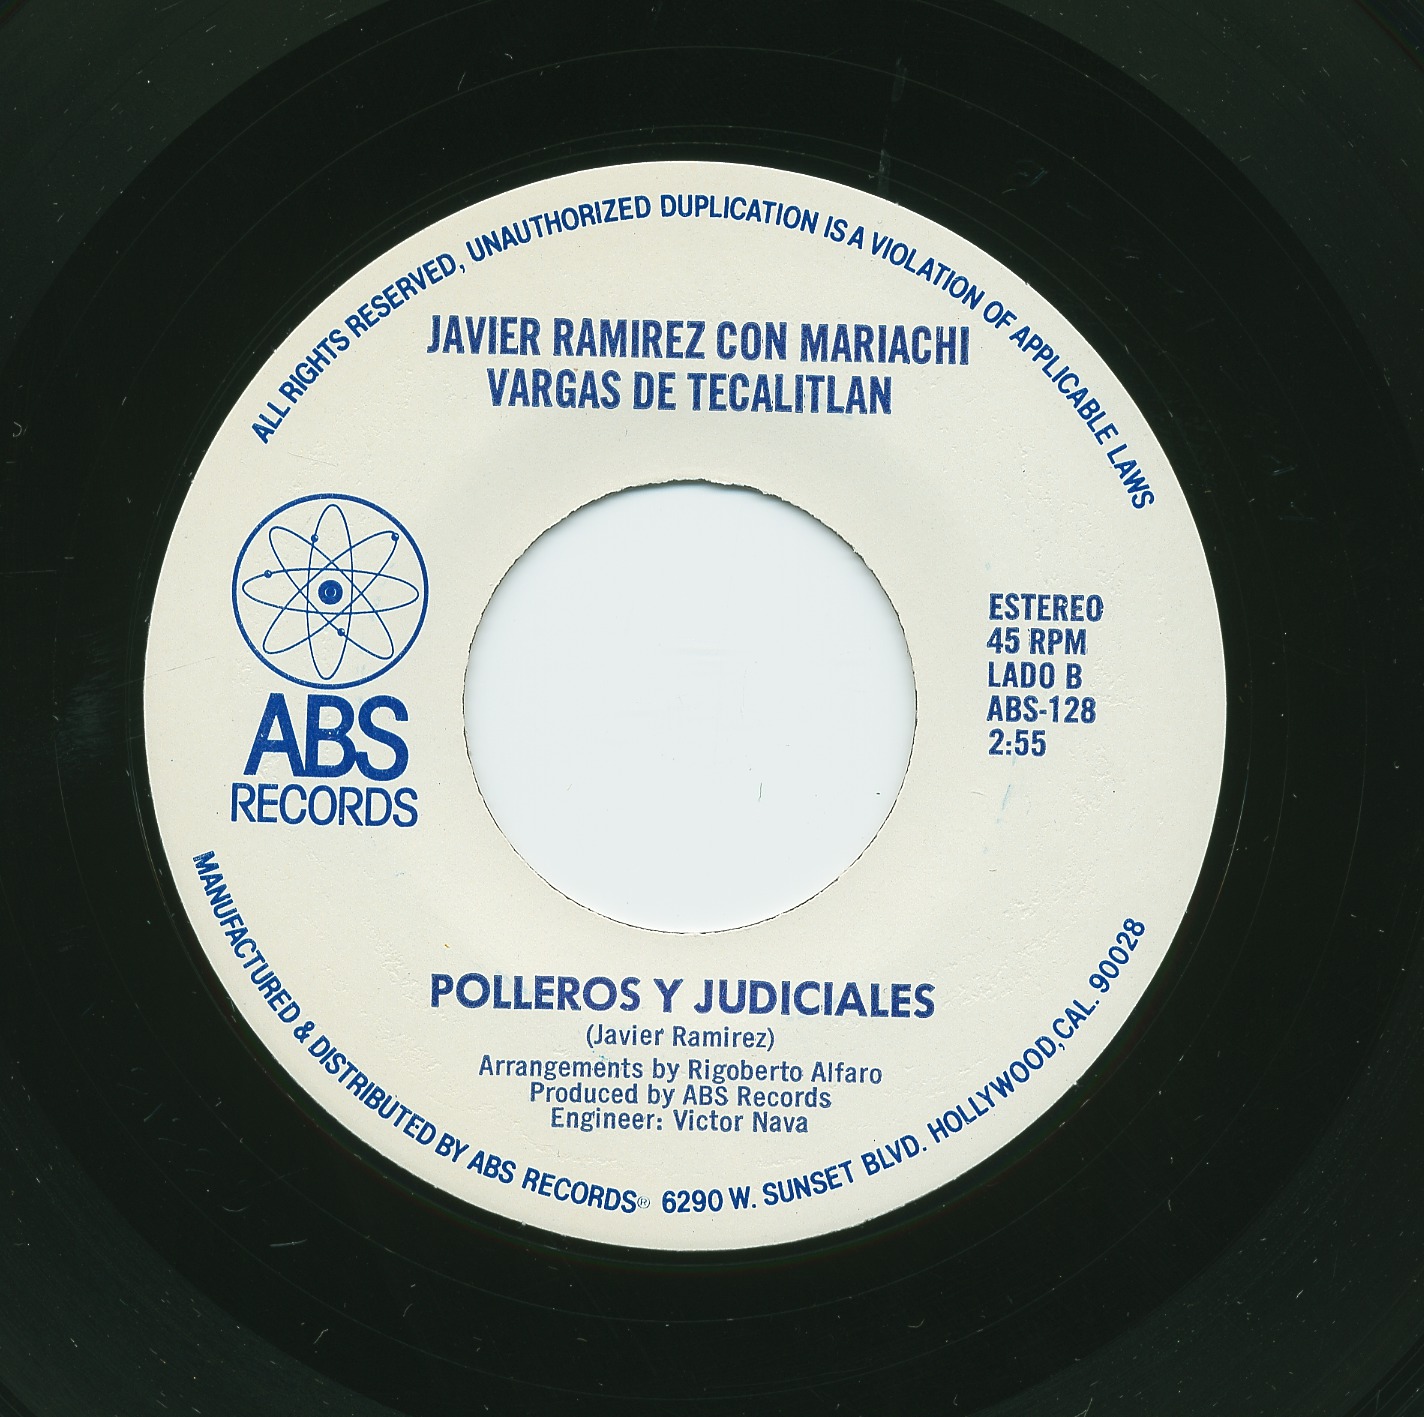 ALL RIGHTS RESERVED, UNAUTHORIZED DUPLICATION IS A VIOLATION OF APPLICABLE LAWS
JAVIER RAMIREZ CON MARIACHI
VARGAS DE TECALITLAN
ABS
RECORDS
ESTEREO
45 RPM
LADO B
ABS-128
2:55
POLLEROS Y JUDICIALES
(Javier Ramirez)
Arrangements by Rigoberto Alfaro
Produced by ABS Records
Engineer: Victor Nava
MANUFACTURED & DISTRIBUTED BY ABS RECORDS® 6290 W. SUNSET BLVD. HOLLYWOOD, CAL. 90028